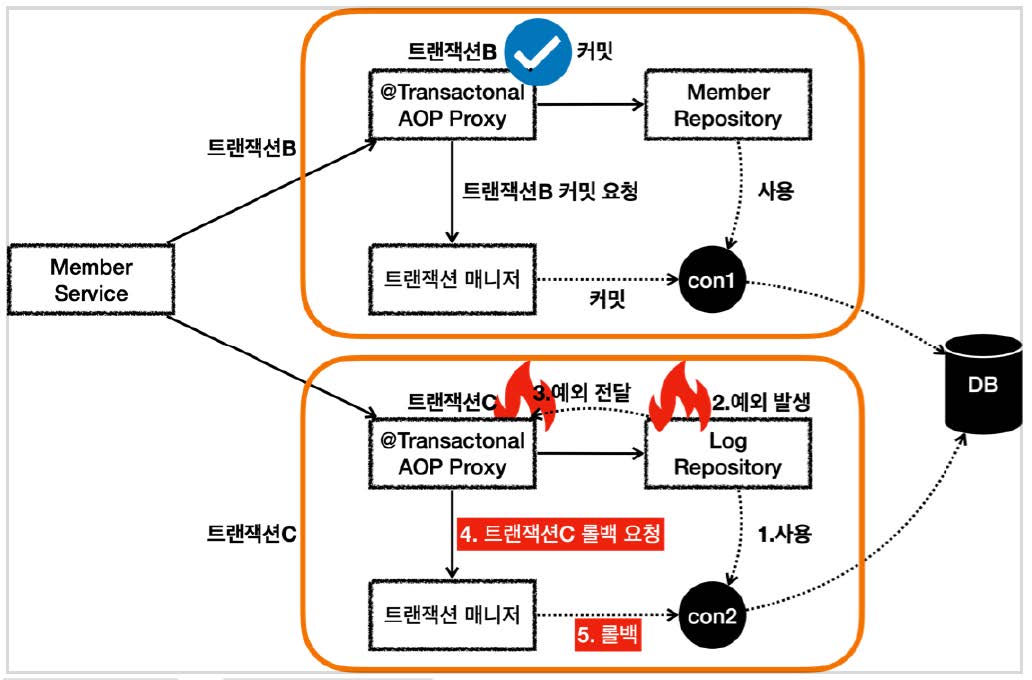 트랜잭션B
커밋
@Transactonal
AOP Proxy
Member
Repository
트랜잭션B
트랜잭션B 커밋 요청
사용
Member
Service
트랜잭션 매니저
커밋
con1
DB
트랜잭션C
3.예외 전달
2.예외 발생
@Transactonal
AOP Proxy
Log
Repository
트랜잭션C
4. 트랜잭션C 롤백 요청
1.사용
트랜잭션 매니저
5. 롤백
con2